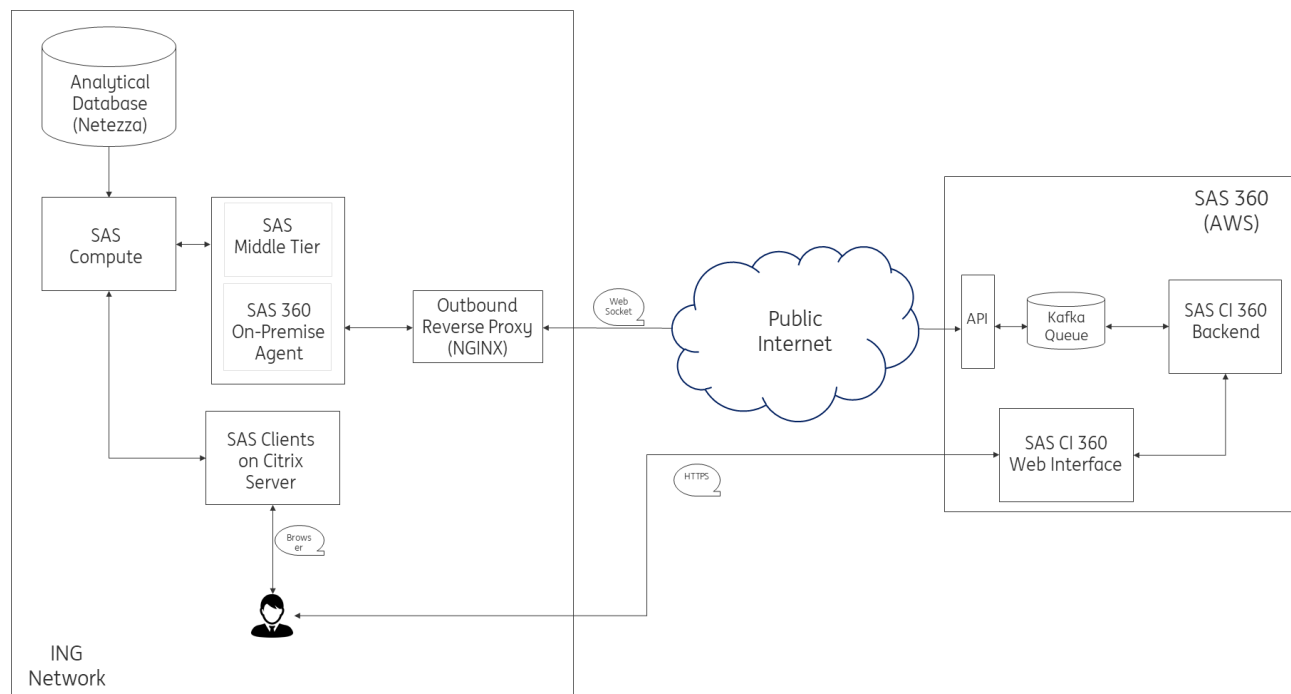 Analytical
Database
(Netezza)
SAS
Compute
SAS
Middle Tier
SAS 360
On-Premise
Agent
Outbound
Reverse Proxy
(NGINX)
Web
Socket
Public
Internet
SAS 360
(AWS)
API
Kafka
Queue
SAS CI 360
Backend
SAS Clients
on Citrix
Server
SAS CI 360
Web Interface
HTTPS
Brows
er
ING
Network